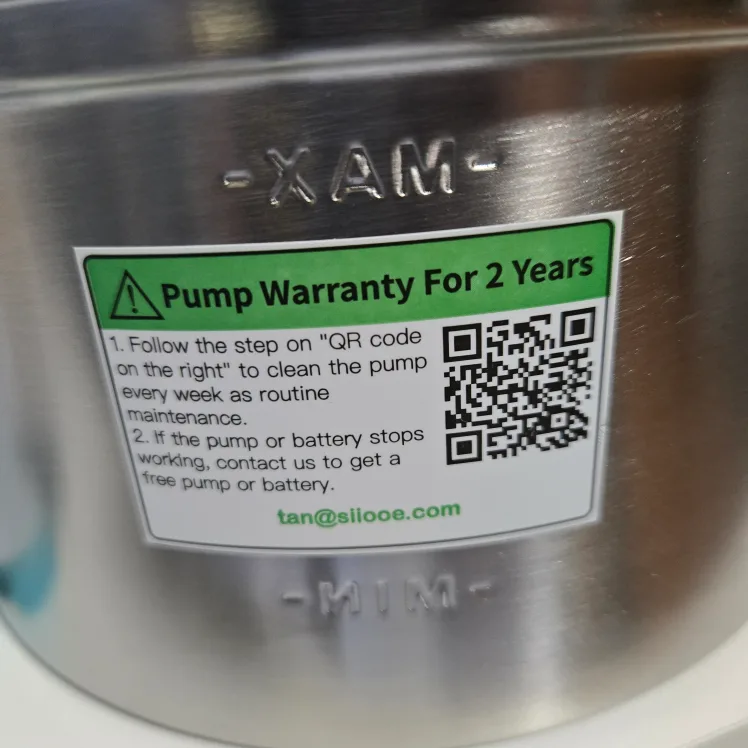 -XAM-
Pump Warranty For 2 Years
1. Follow the step on "QR code
on the right" to clean the pump
every week as routine
maintenance.
2. If the pump or battery stops
working, contact us to get a
free pump or battery.
tan@siiooe.com
-MIM-